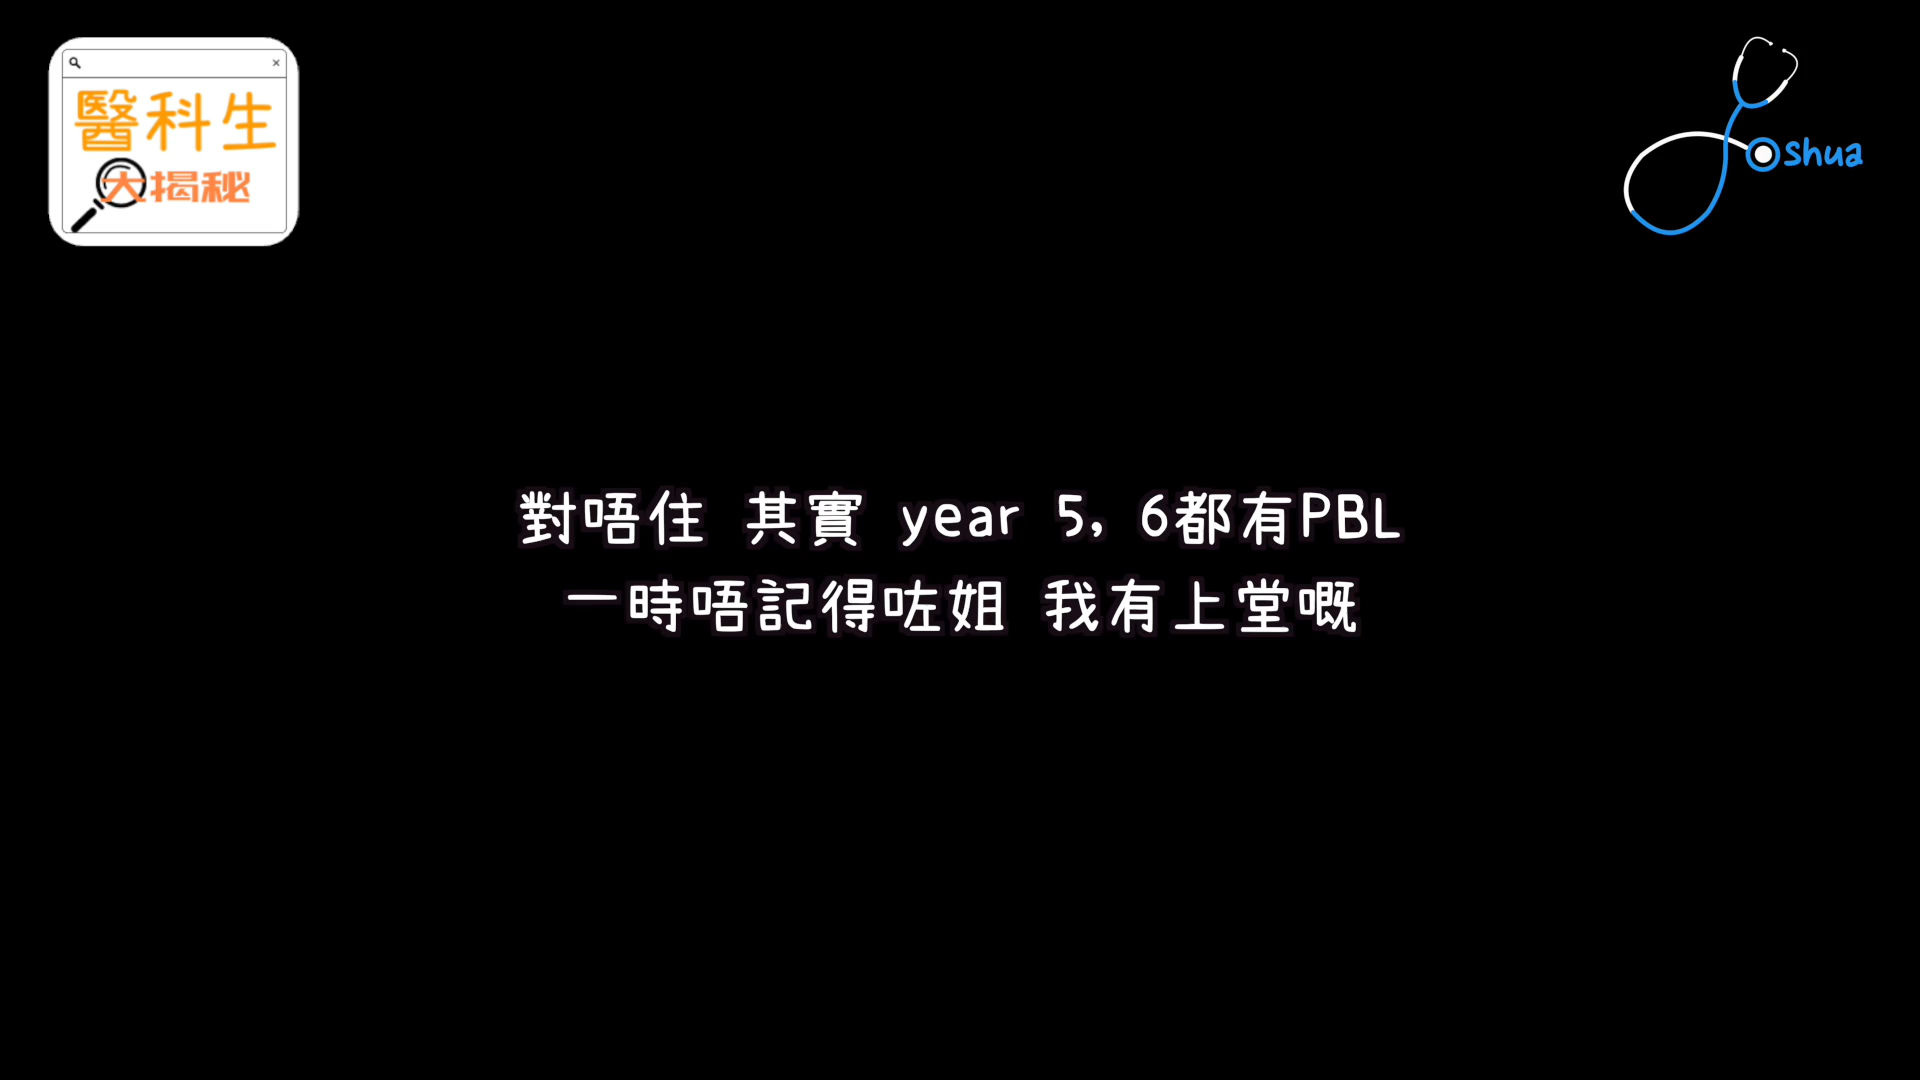 醫科生
大揭秘
Joshua
對唔住 其實 year 5, 6都有PBL
一時唔記得咗姐 我有上堂嘅